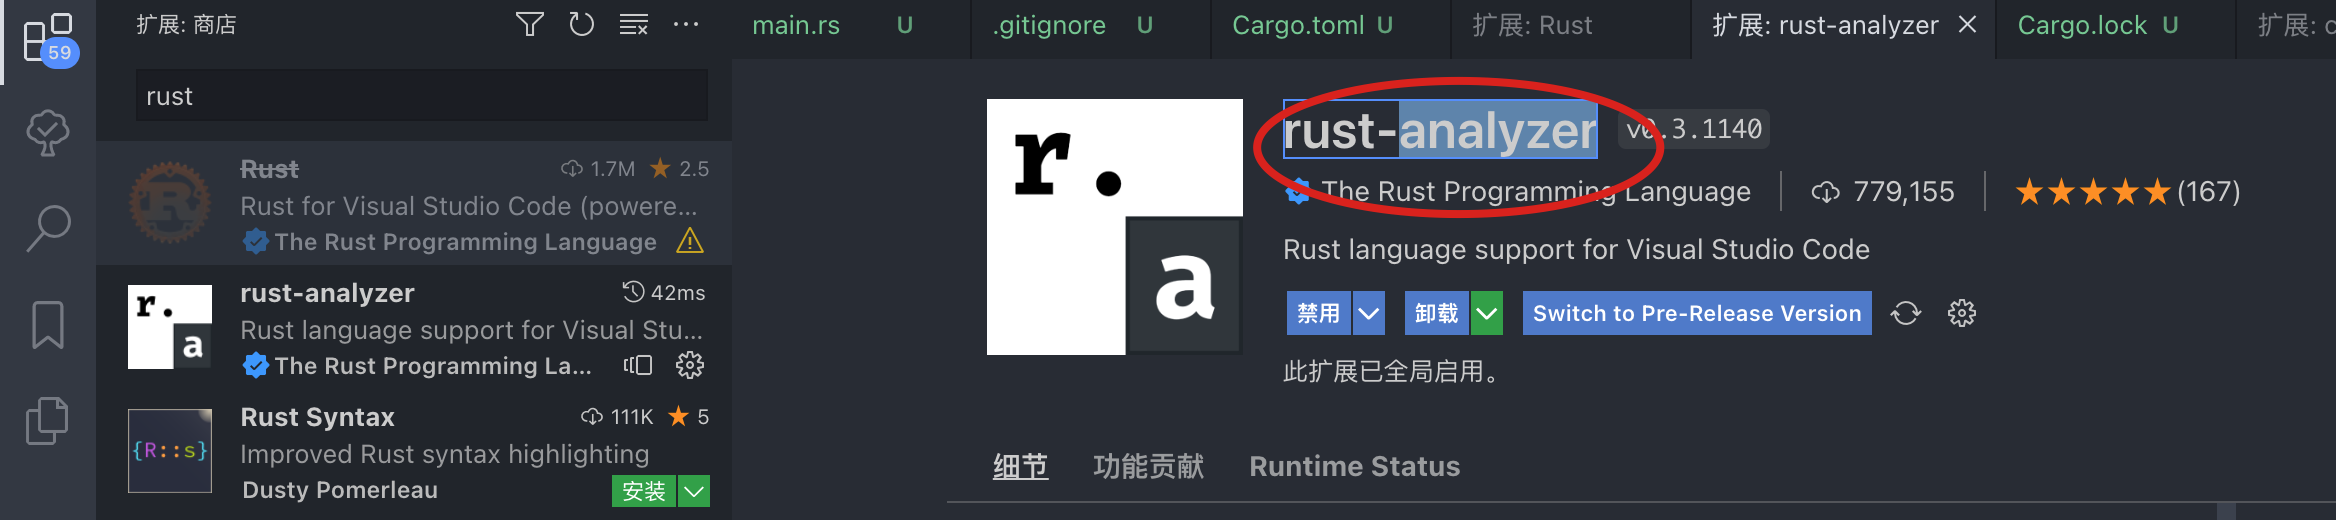 扩展: 商店
59
rust
Rust 1.7M 2.5
Rust for Visual Studio Code (powere...
The Rust Programming Language
r.
a
rust-analyzer 42ms
Rust language support for Visual Stu...
The Rust Programming La...
{R::s}
Rust Syntax 111K 5
Improved Rust syntax highlighting
Dusty Pomerleau 安装
main.rs U .gitignore U Cargo.toml U 扩展: Rust 扩展: rust-analyzer Cargo.lock U 扩展: c
r.
a
rust-analyzer v0.3.1140
The Rust Programming Language 779,155 (167)
Rust language support for Visual Studio Code
禁用 卸载 Switch to Pre-Release Version
此扩展已全局启用。
细节 功能贡献 Runtime Status